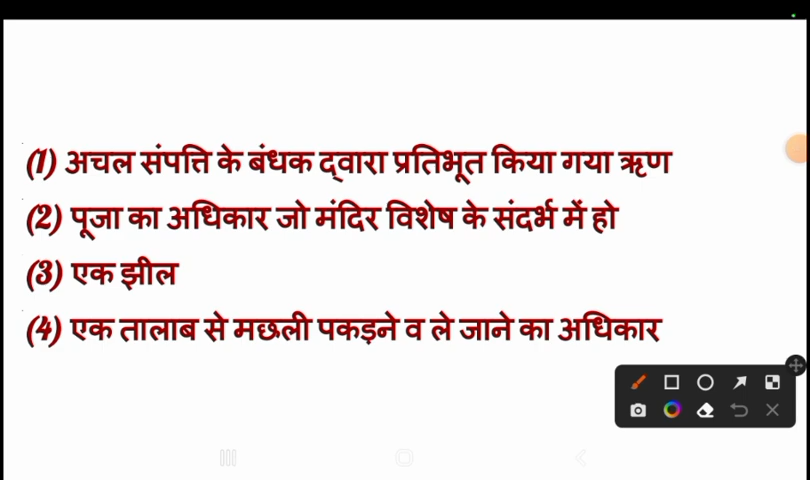 (1) अचल संपत्ति के बंधक द्वारा प्रतिभूत किया गया ऋण
(2) पूजा का अधिकार जो मंदिर विशेष के संदर्भ में हो
(3) एक झील
(4) एक तालाब से मछली पकड़ने व ले जाने का अधिकार